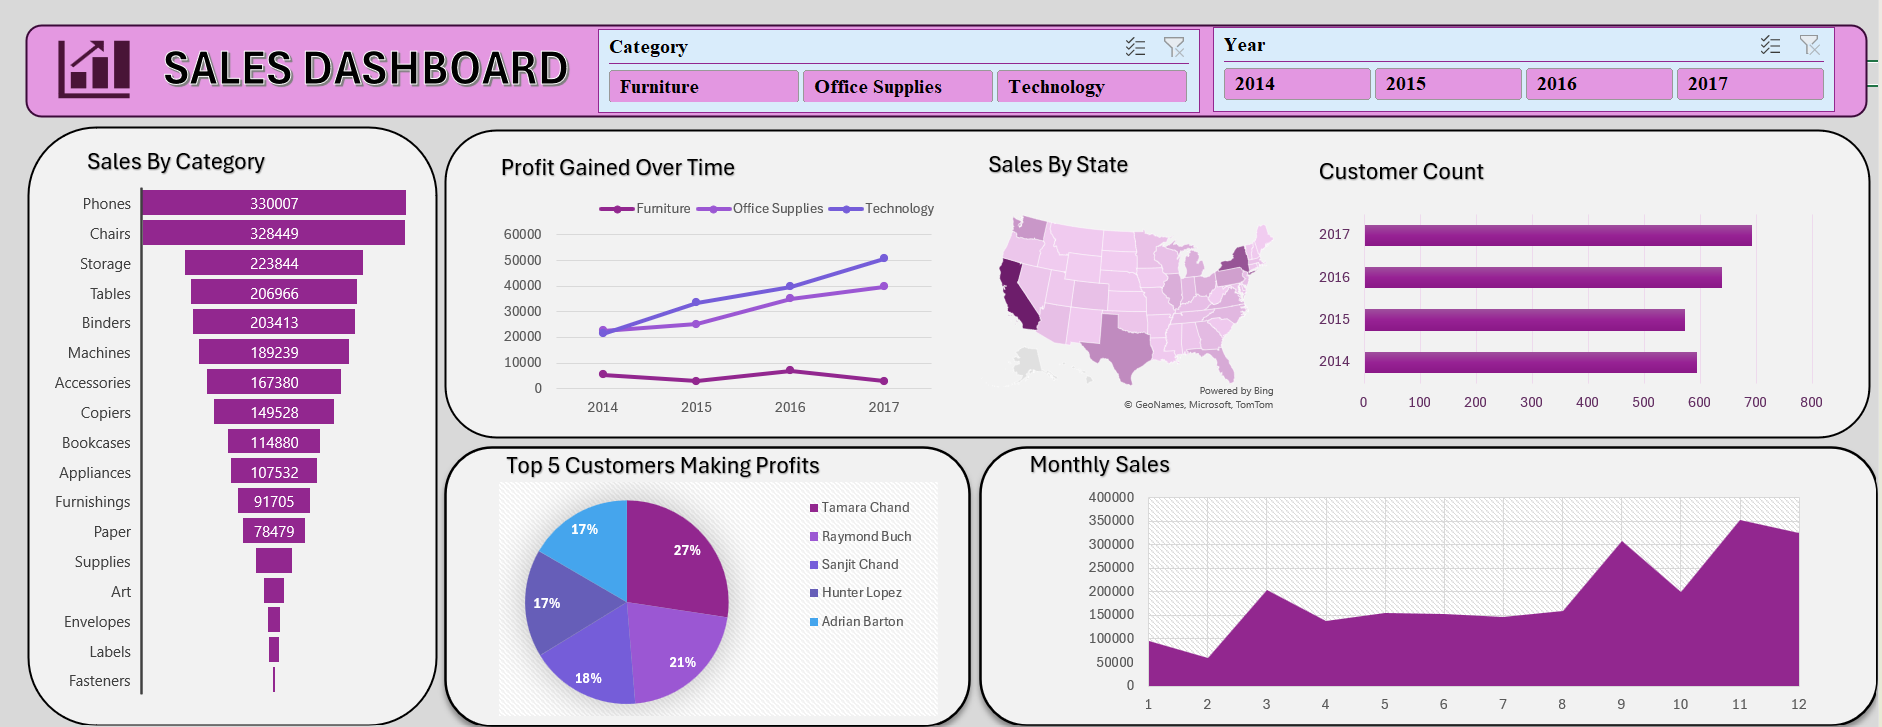 SALES DASHBOARD
Category
Furniture
Office Supplies
Technology
Year
2014
2015
2016
2017
Sales By Category
Phones 330007
Chairs 328449
Storage 223844
Tables 206966
Binders 203413
Machines 189239
Accessories 167380
Copiers 149528
Bookcases 114880
Appliances 107532
Furnishings 91705
Paper 78479
Supplies
Art
Envelopes
Labels
Fasteners
Profit Gained Over Time
Furniture Office Supplies Technology
60000
50000
40000
30000
20000
10000
0
2014 2015 2016 2017
Sales By State
Powered by Bing
© GeoNames, Microsoft, TomTom
Customer Count
2017
2016
2015
2014
0 100 200 300 400 500 600 700 800
Top 5 Customers Making Profits
27%
21%
18%
17%
17%
Tamara Chand
Raymond Buch
Sanjit Chand
Hunter Lopez
Adrian Barton
Monthly Sales
400000
350000
300000
250000
200000
150000
100000
50000
0
1 2 3 4 5 6 7 8 9 10 11 12